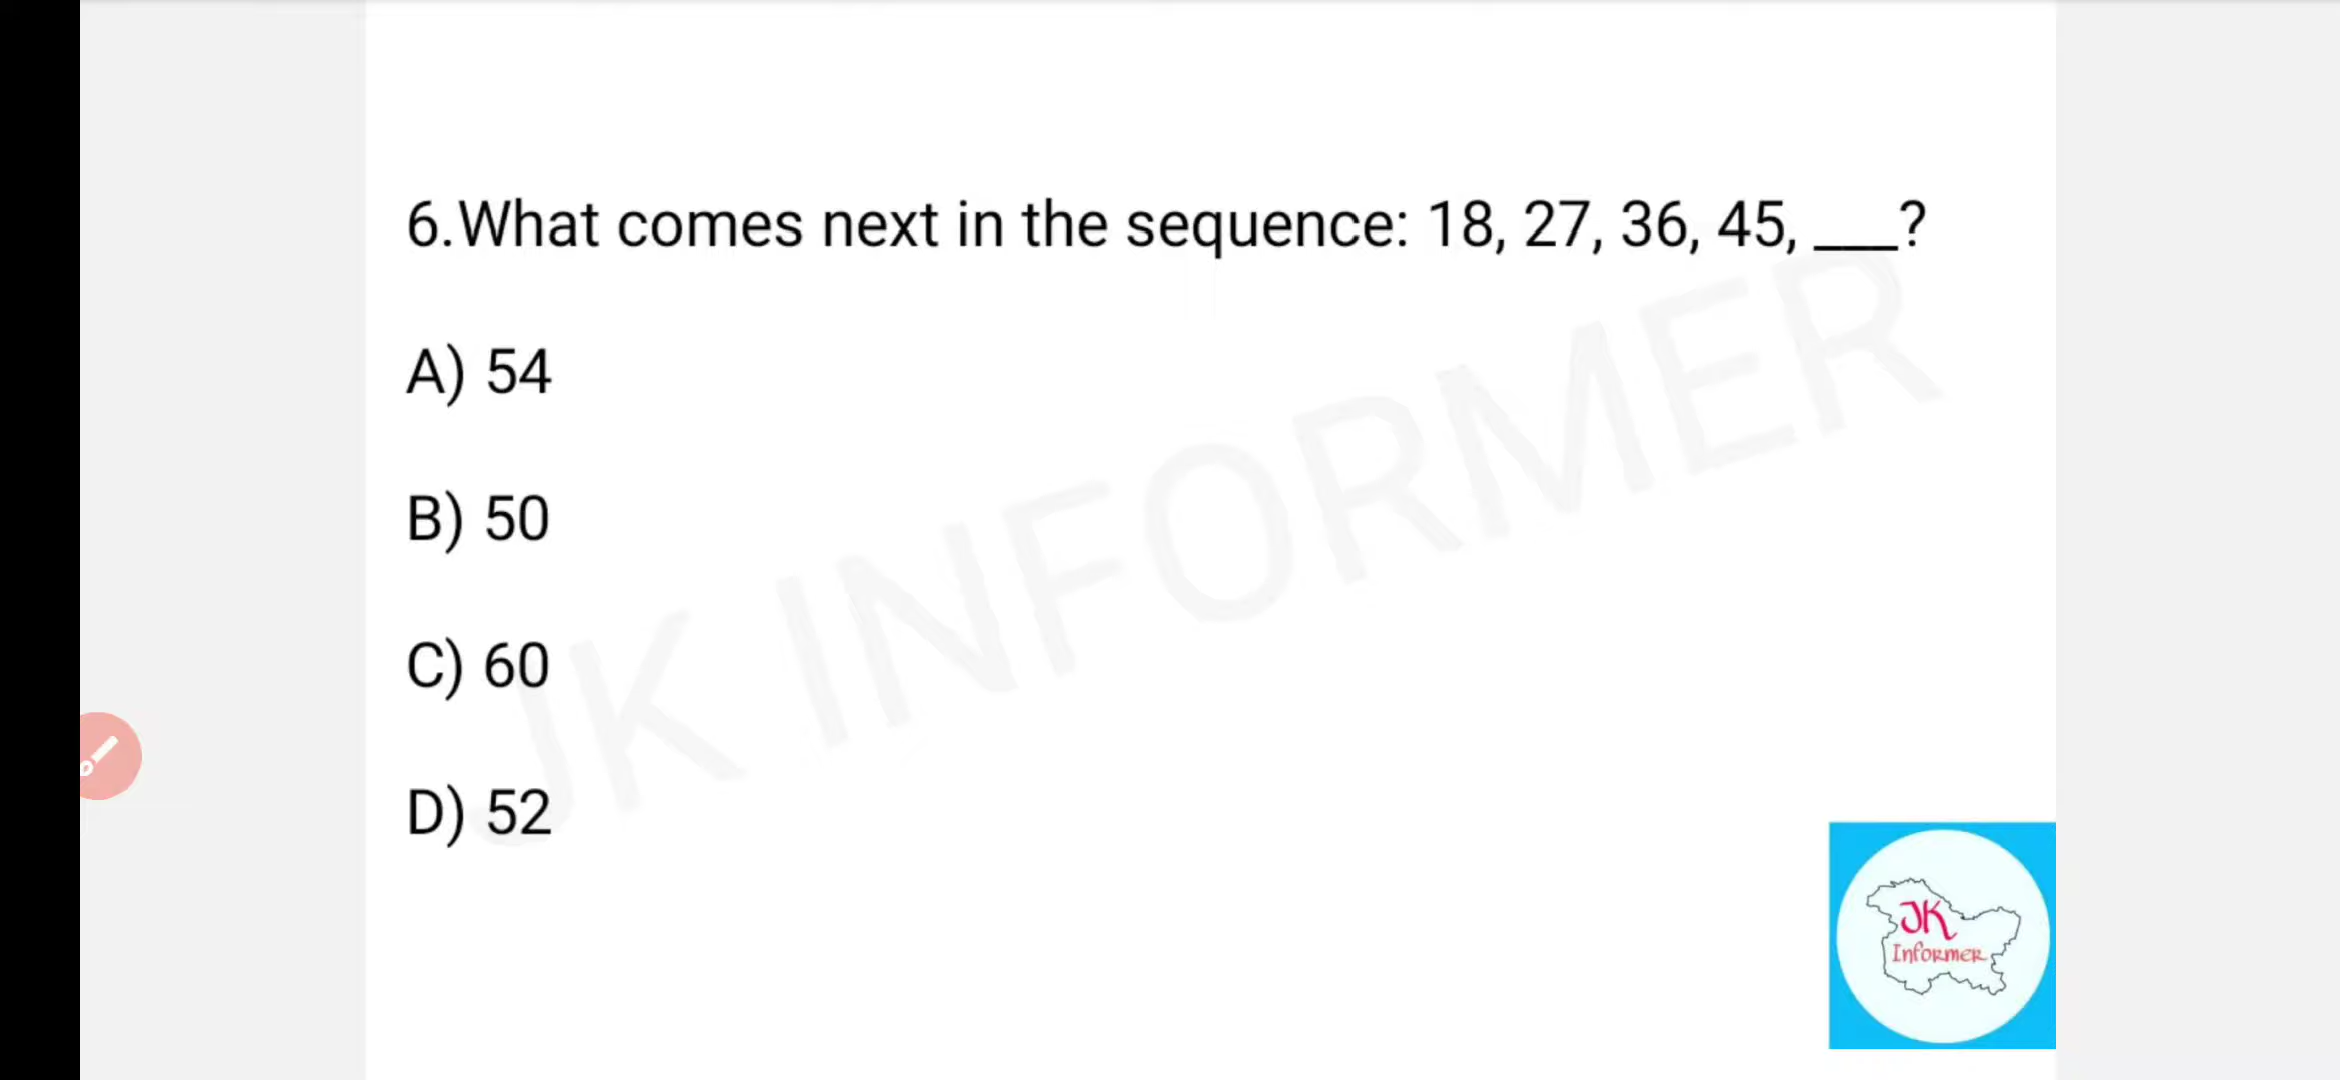 6.What comes next in the sequence: 18, 27, 36, 45, ___?
A) 54
B) 50
C) 60
D) 52
JK INFORMER
JK
Informer